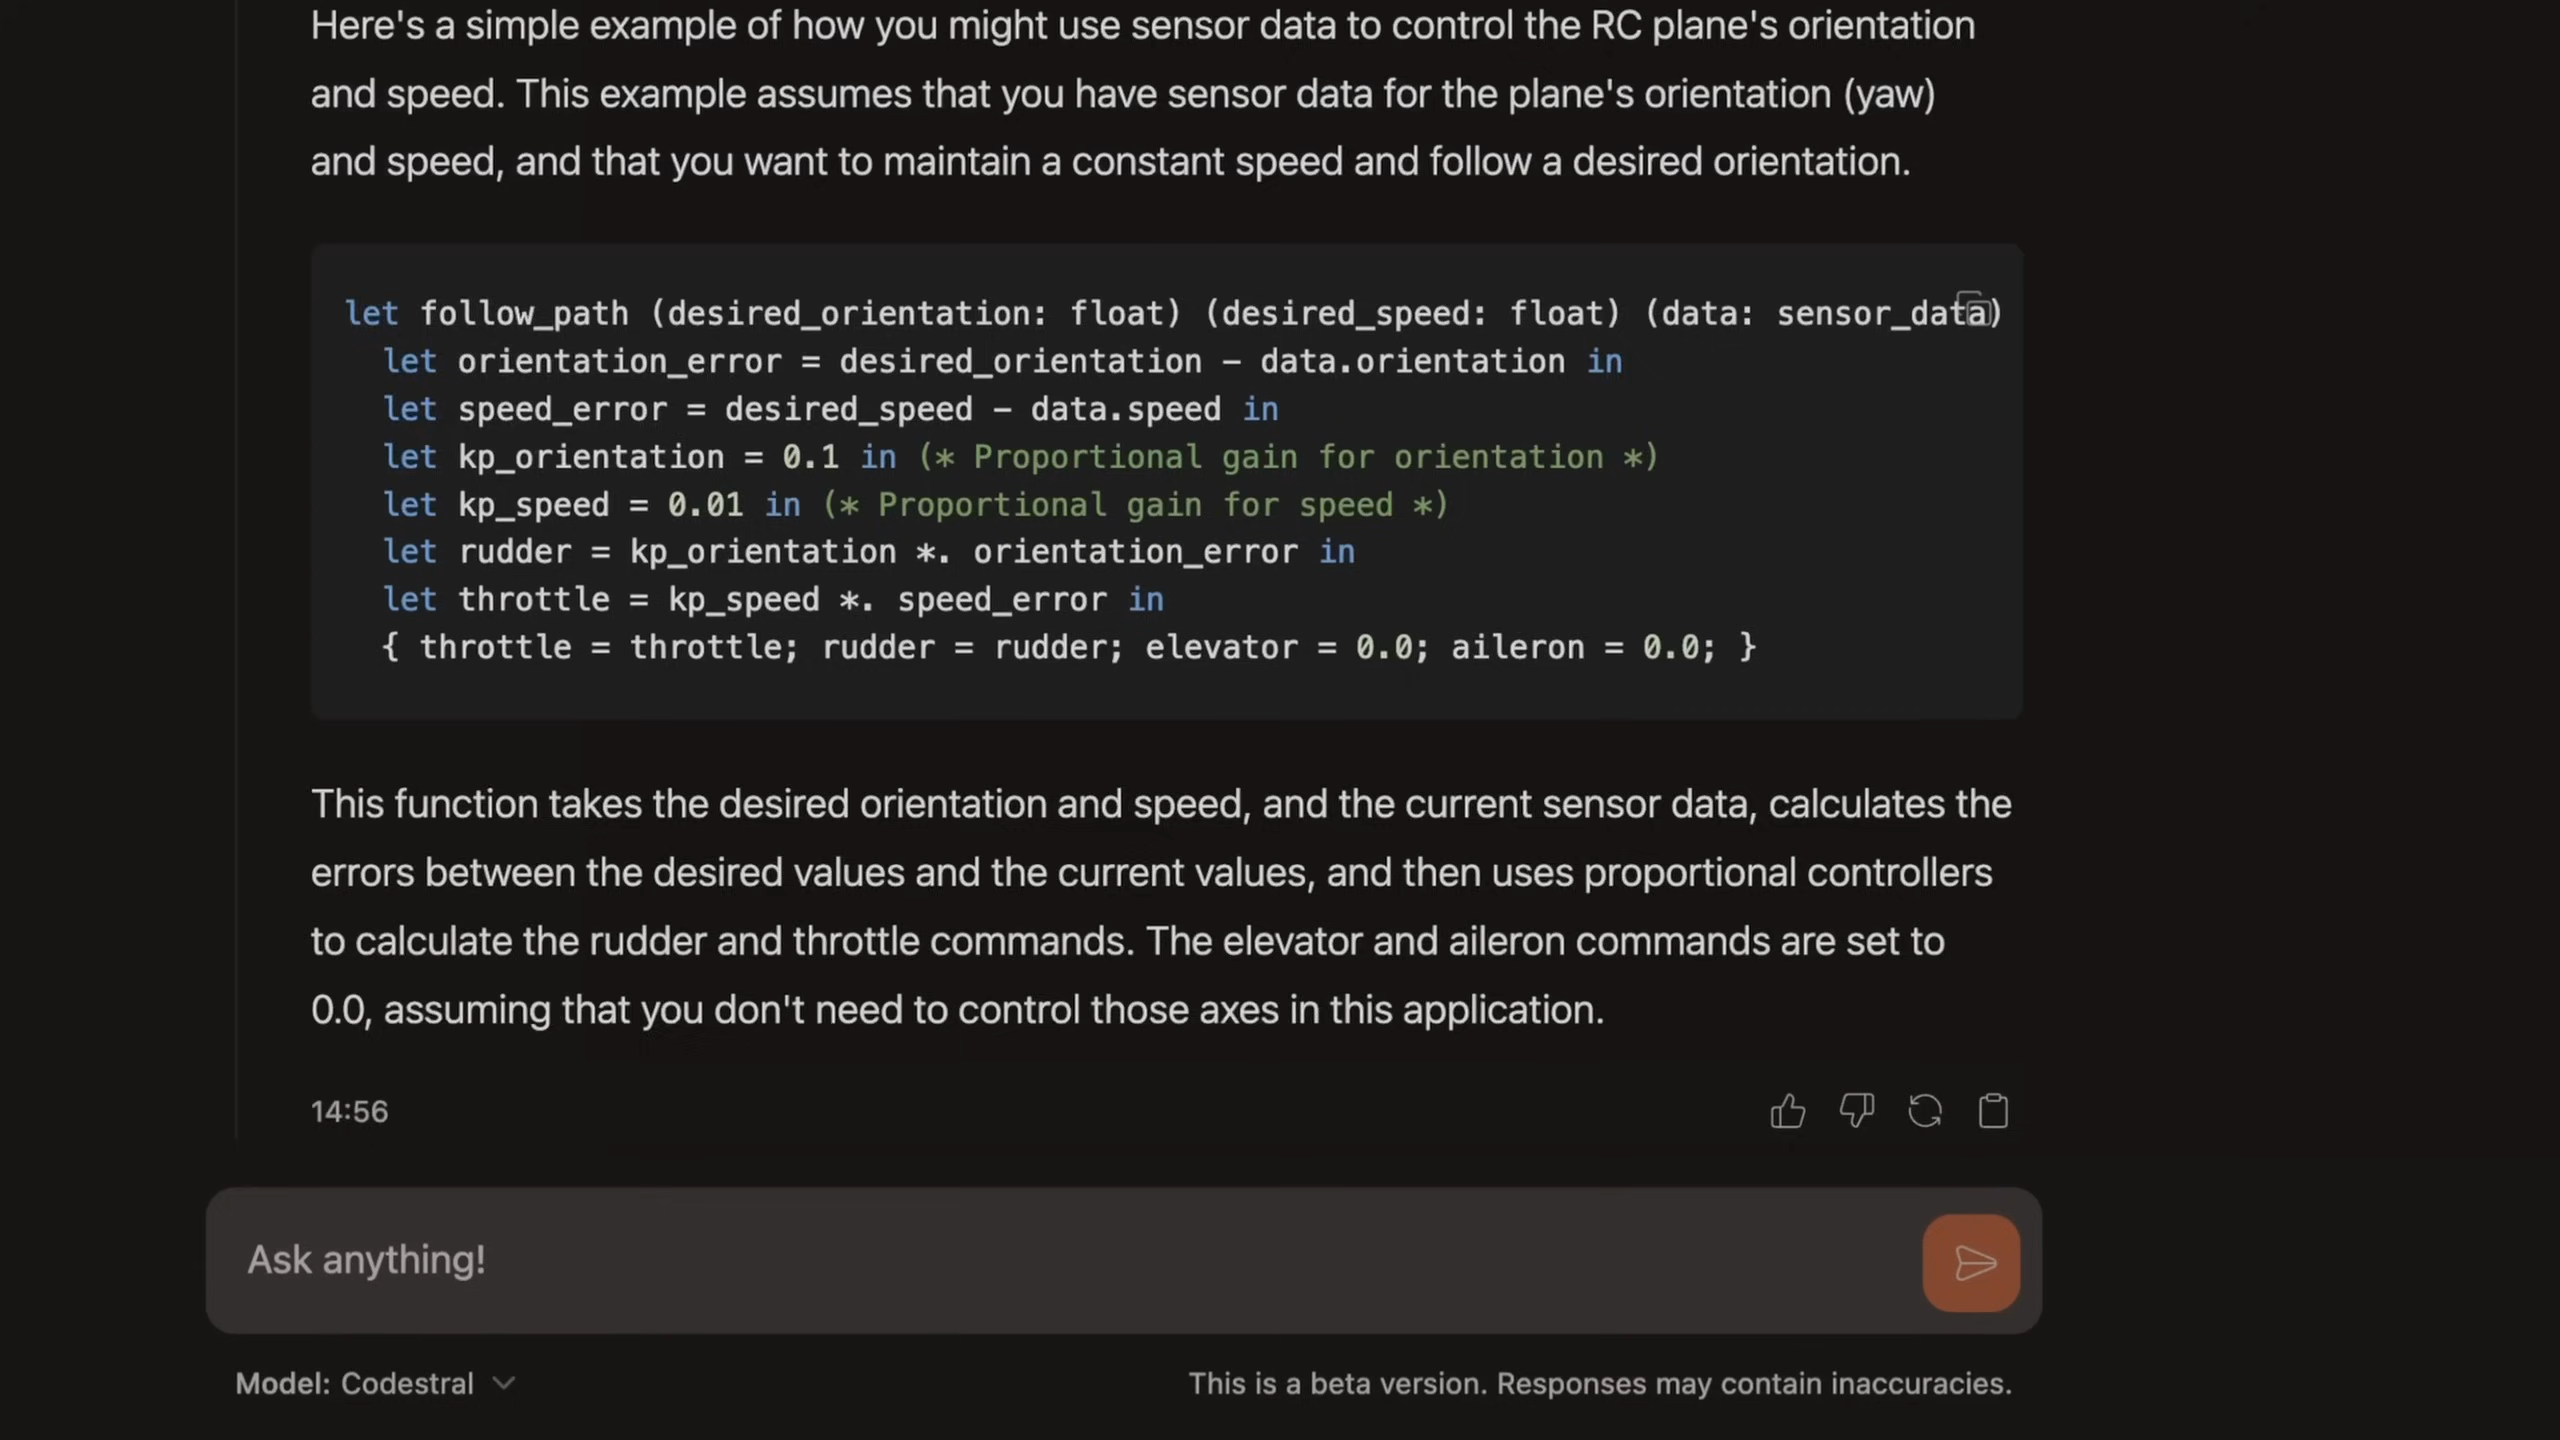 Here's a simple example of how you might use sensor data to control the RC plane's orientation
and speed. This example assumes that you have sensor data for the plane's orientation (yaw)
and speed, and that you want to maintain a constant speed and follow a desired orientation.
let follow_path (desired_orientation: float) (desired_speed: float) (data: sensor_data)
let orientation_error = desired_orientation - data.orientation in
let speed_error = desired_speed - data.speed in
let kp_orientation = 0.1 in (* Proportional gain for orientation *)
let kp_speed = 0.01 in (* Proportional gain for speed *)
let rudder = kp_orientation *. orientation_error in
let throttle = kp_speed *. speed_error in
{ throttle = throttle; rudder = rudder; elevator = 0.0; aileron = 0.0; }
This function takes the desired orientation and speed, and the current sensor data, calculates the
errors between the desired values and the current values, and then uses proportional controllers
to calculate the rudder and throttle commands. The elevator and aileron commands are set to
0.0, assuming that you don't need to control those axes in this application.
14:56
Ask anything!
Model: Codestral
This is a beta version. Responses may contain inaccuracies.